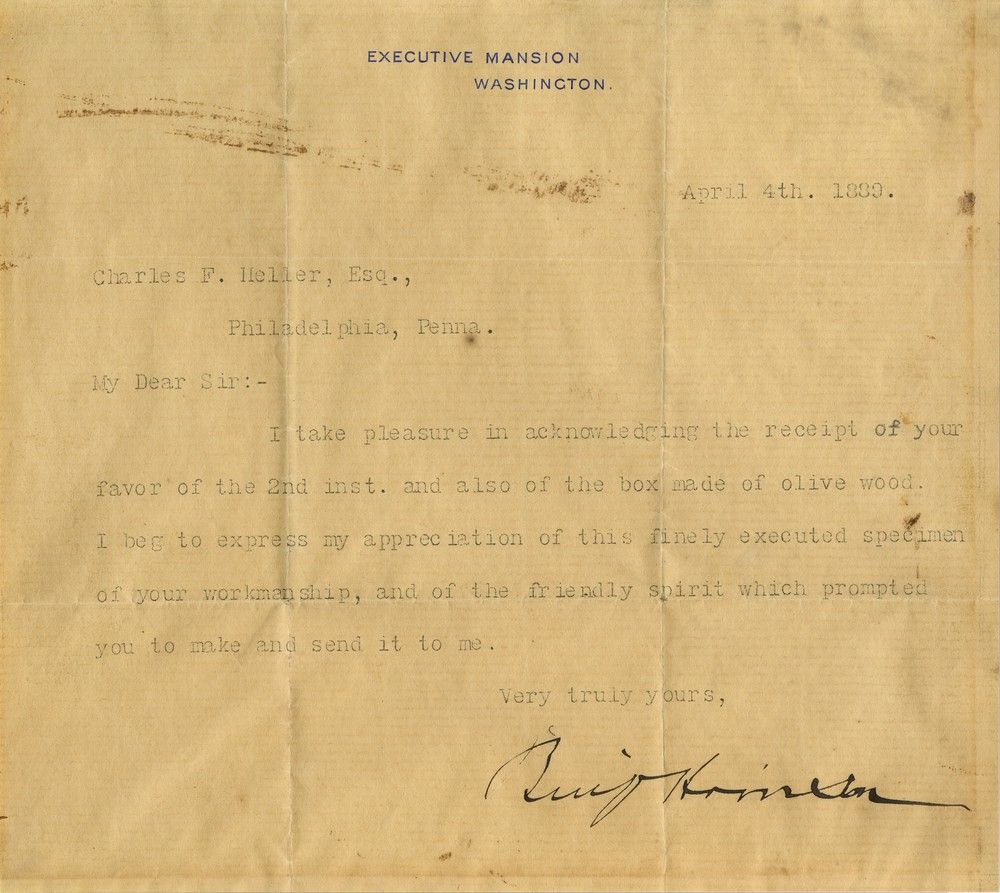 EXECUTIVE MANSION
WASHINGTON.
April 4th. 1889.
Charles F. Heller, Esq.,
Philadelphia, Penna.
My Dear Sir:-
I take pleasure in acknowledging the receipt of your
favor of the 2nd inst. and also of the box made of olive wood.
I beg to express my appreciation of this finely executed specimen
of your workmanship, and of the friendly spirit which prompted
you to make and send it to me.
Very truly yours,
Benj Harrison